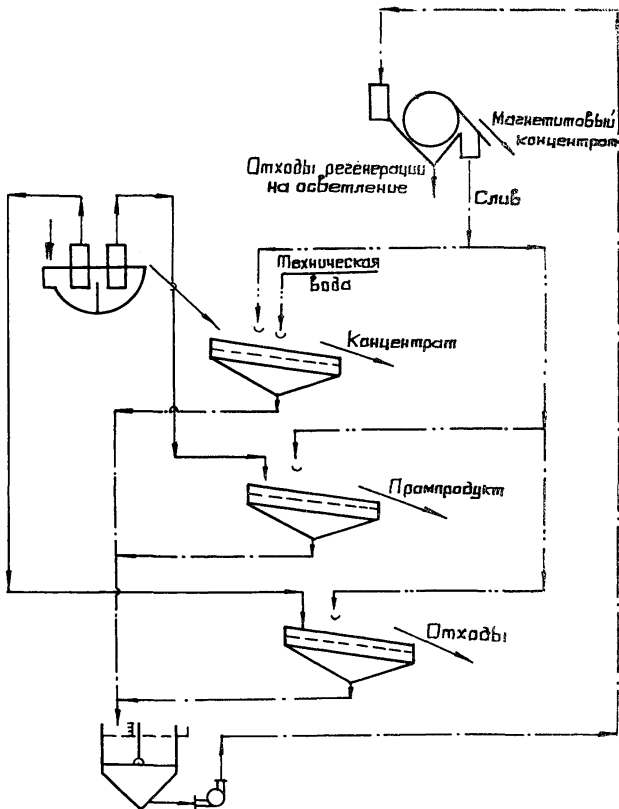 Магнетитовый
концентрат
Отходы регенерации
на осветление
Слив
Техническая
вода
Концентрат
Промпродукт
Отходы